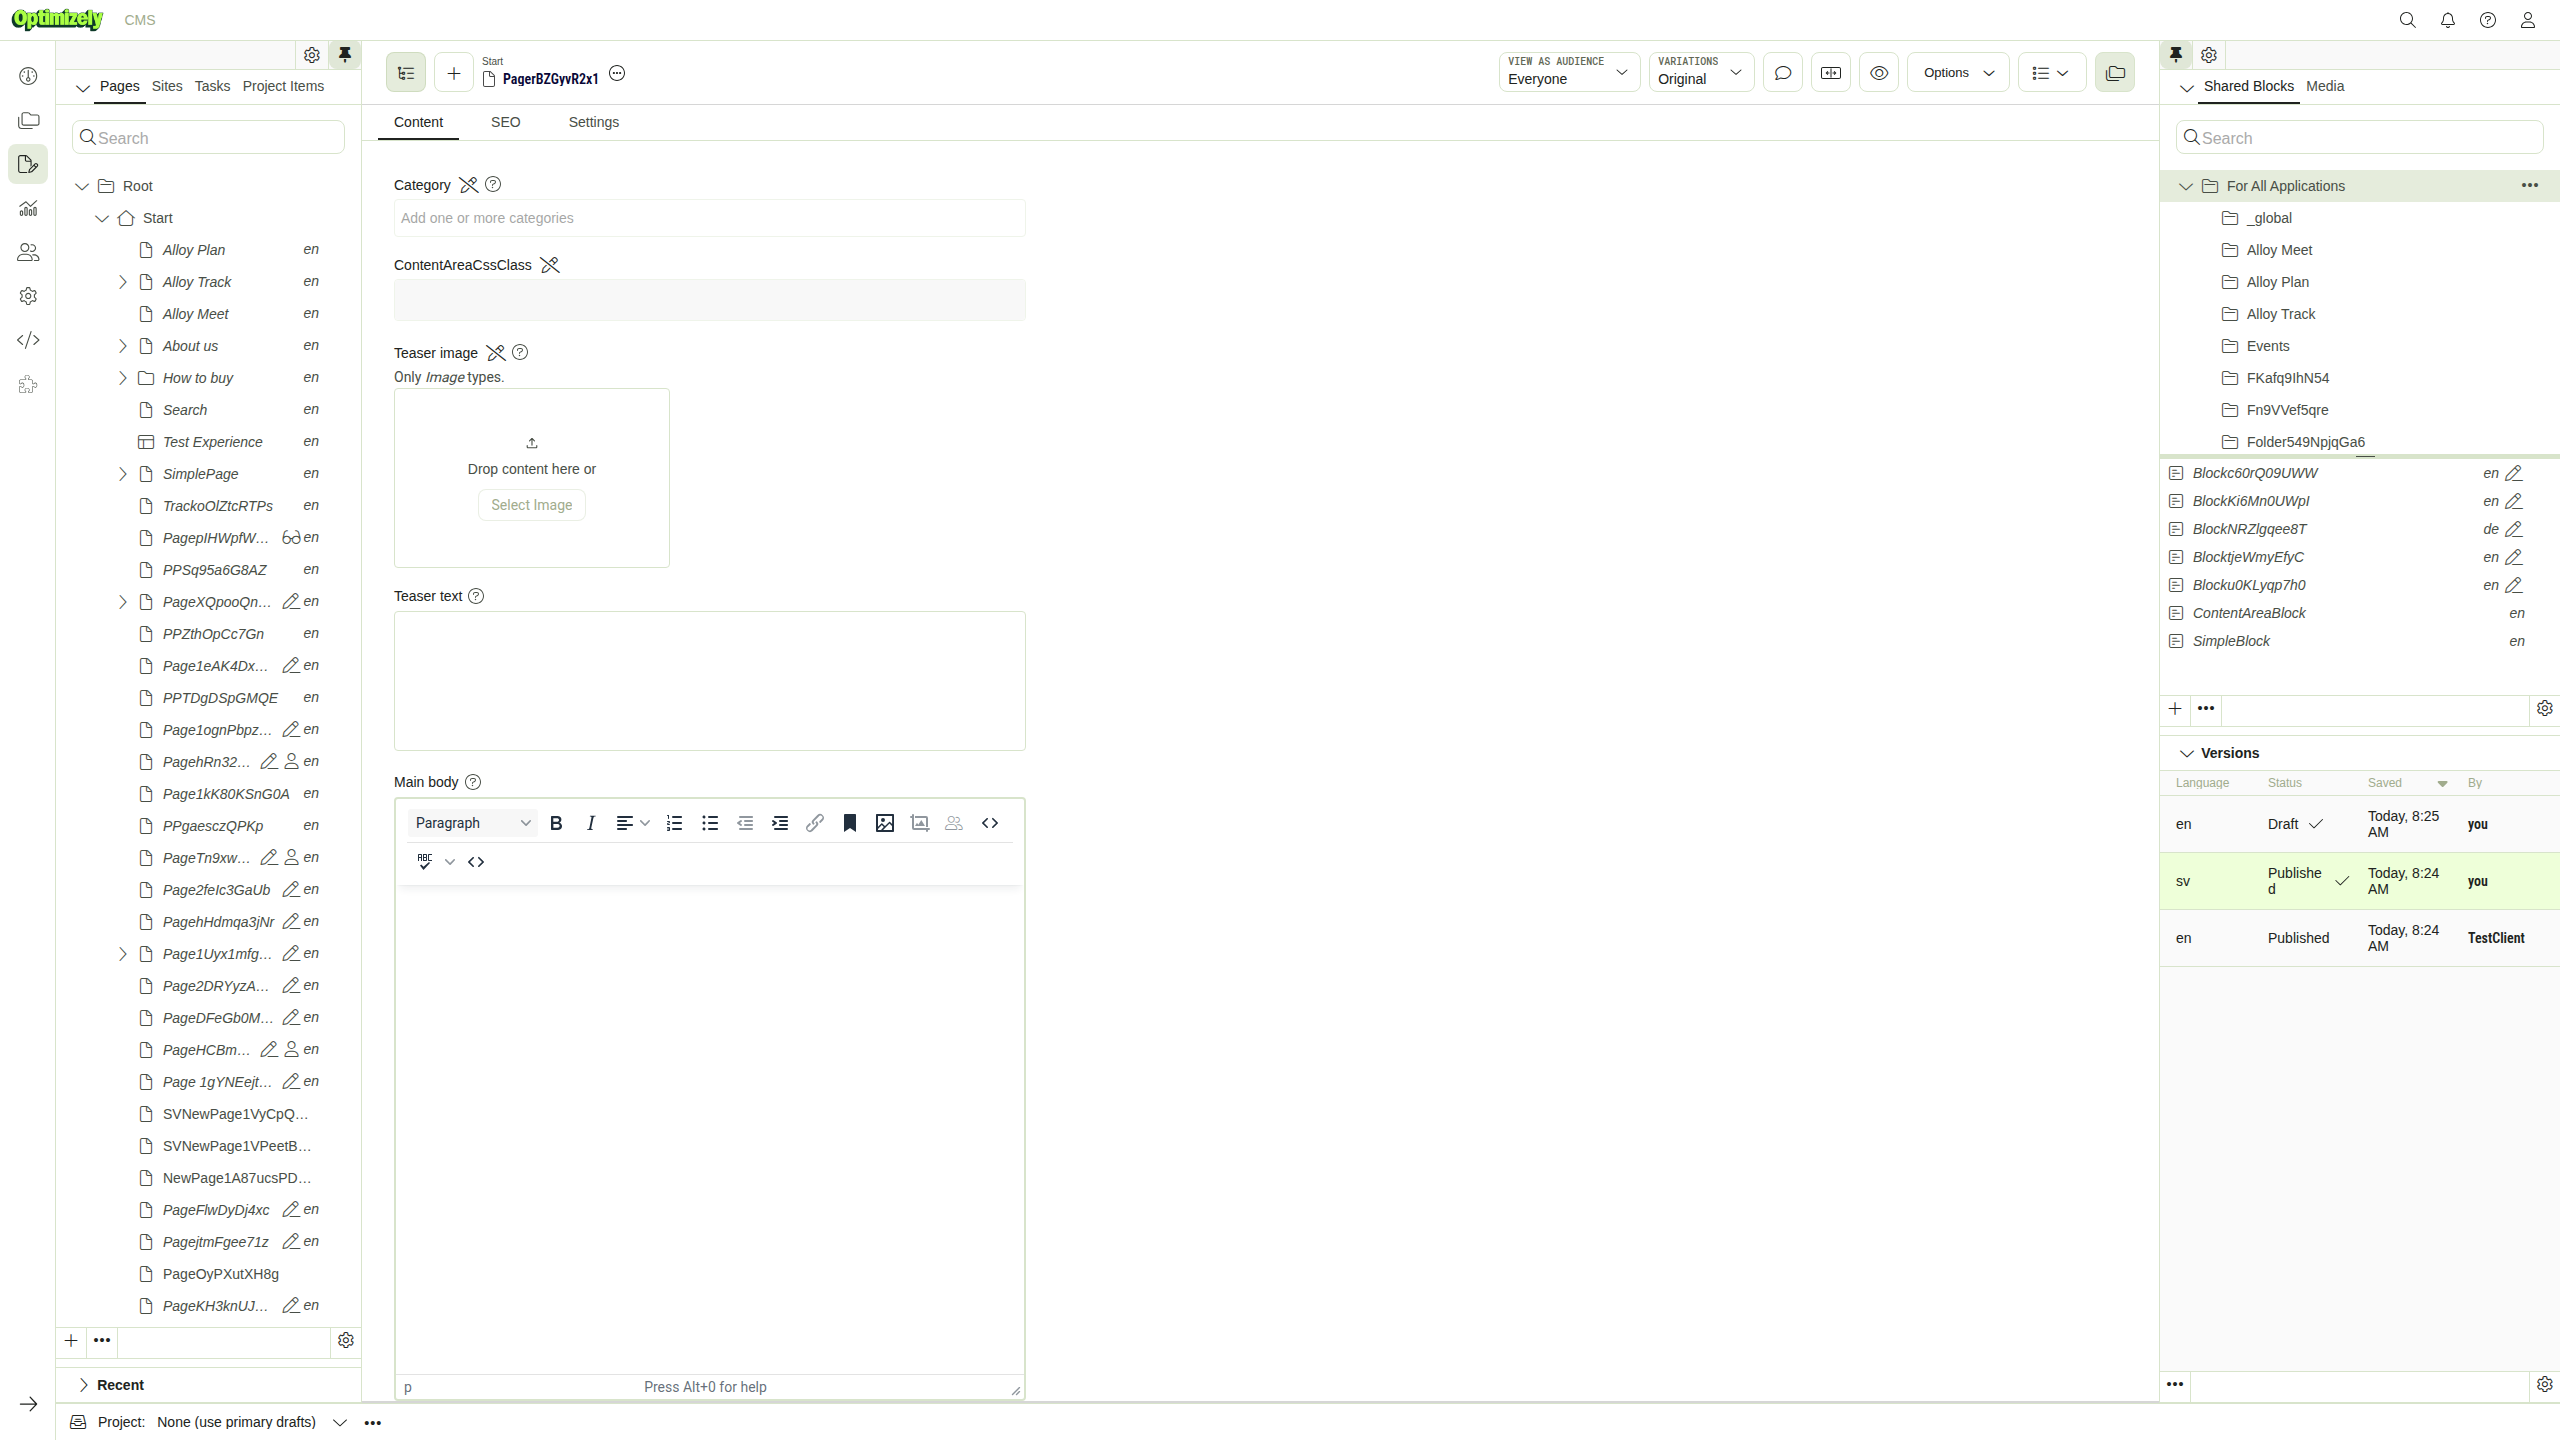 Optimizely CMS
Pages Sites Tasks Project Items
Search
Root
Start
Alloy Plan en
Alloy Track en
Alloy Meet en
About us en
How to buy en
Search en
Test Experience en
SimplePage en
TrackoOlZtcRTPs en
PagepIHWpfW... en
PPSq95a6G8AZ en
PageXQpooQn... en
PPZthOpCc7Gn en
Page1eAK4Dx... en
PPTDgDSpGMQE en
Page1ognPbpz... en
PagehRn32... en
Page1kK80KSnG0A en
PPgaesczQPKp en
PageTn9xw... en
Page2feIc3GaUb en
PagehHdmqa3jNr en
Page1Uyx1mfg... en
Page2DRYyzA... en
PageDFeGb0M... en
PageHCBm... en
Page 1gYNEejt... en
SVNewPage1VyCpQ...
SVNewPage1VPeetB...
NewPage1A87ucsPD...
PageFlwDyDj4xc en
PagejtmFgee71z en
PageOyPXutXH8g
PageKH3knUJ... en
Recent
Project: None (use primary drafts)
Start
PagerBZGyvR2x1
VIEW AS AUDIENCE
Everyone
VARIATIONS
Original
Options
Content SEO Settings
Category
Add one or more categories
ContentAreaCssClass
Teaser image
Only Image types.
Drop content here or
Select Image
Teaser text
Main body
Paragraph
p Press Alt+0 for help
Shared Blocks Media
Search
For All Applications
_global
Alloy Meet
Alloy Plan
Alloy Track
Events
FKafq9IhN54
Fn9VVef5qre
Folder549NpjqGa6
Blockc60rQ09UWW en
BlockKi6Mn0UWpI en
BlockNRZlgqee8T de
BlocktjeWmyEfyC en
Blocku0KLyqp7h0 en
ContentAreaBlock en
SimpleBlock en
Versions
Language Status Saved By
en Draft Today, 8:25 AM you
sv Published Today, 8:24 AM you
en Published Today, 8:24 AM TestClient